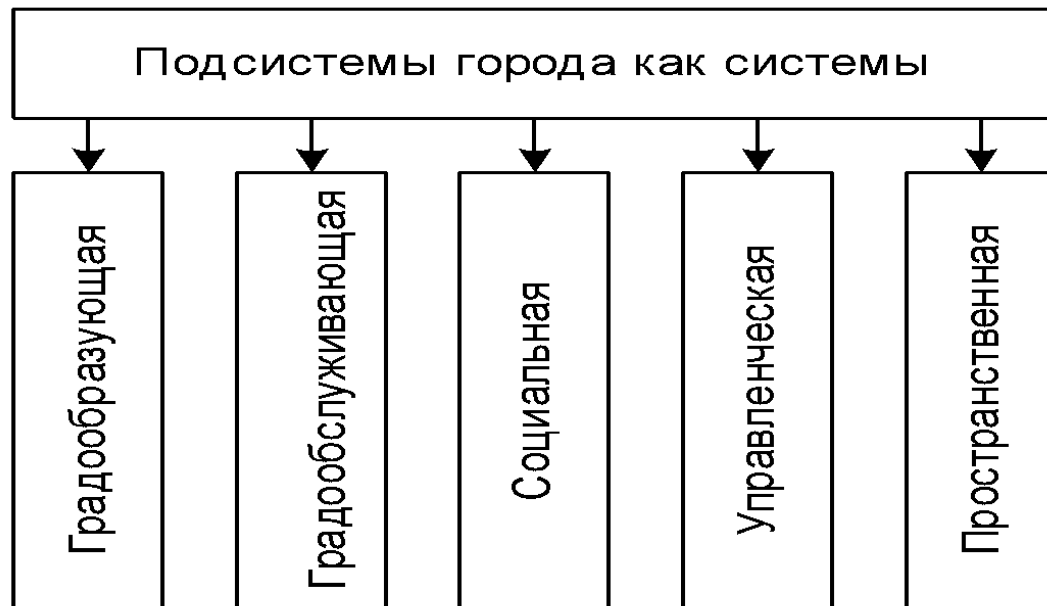 Подсистемы города как системы
Градообразующая
Градообслуживающая
Социальная
Управленческая
Пространственная